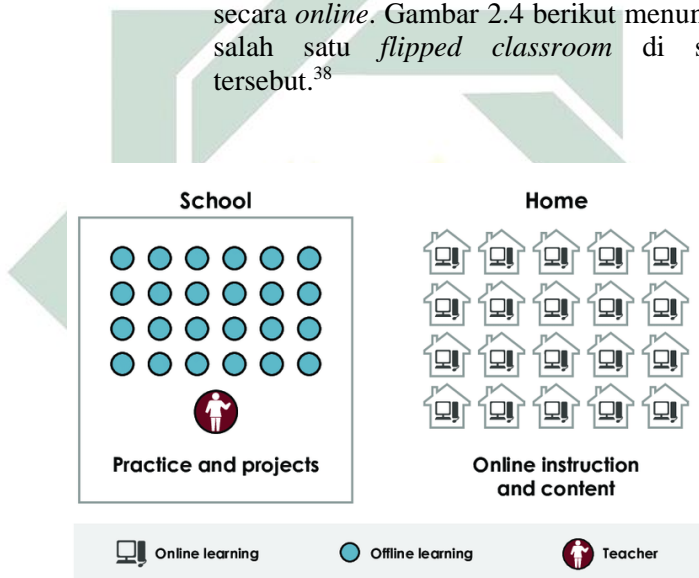 secara online. Gambar 2.4 berikut
salah satu flipped classroom di
tersebut.38
School
Home
Practice and projects
Online instruction
and content
Online learning
Offline learning
Teacher